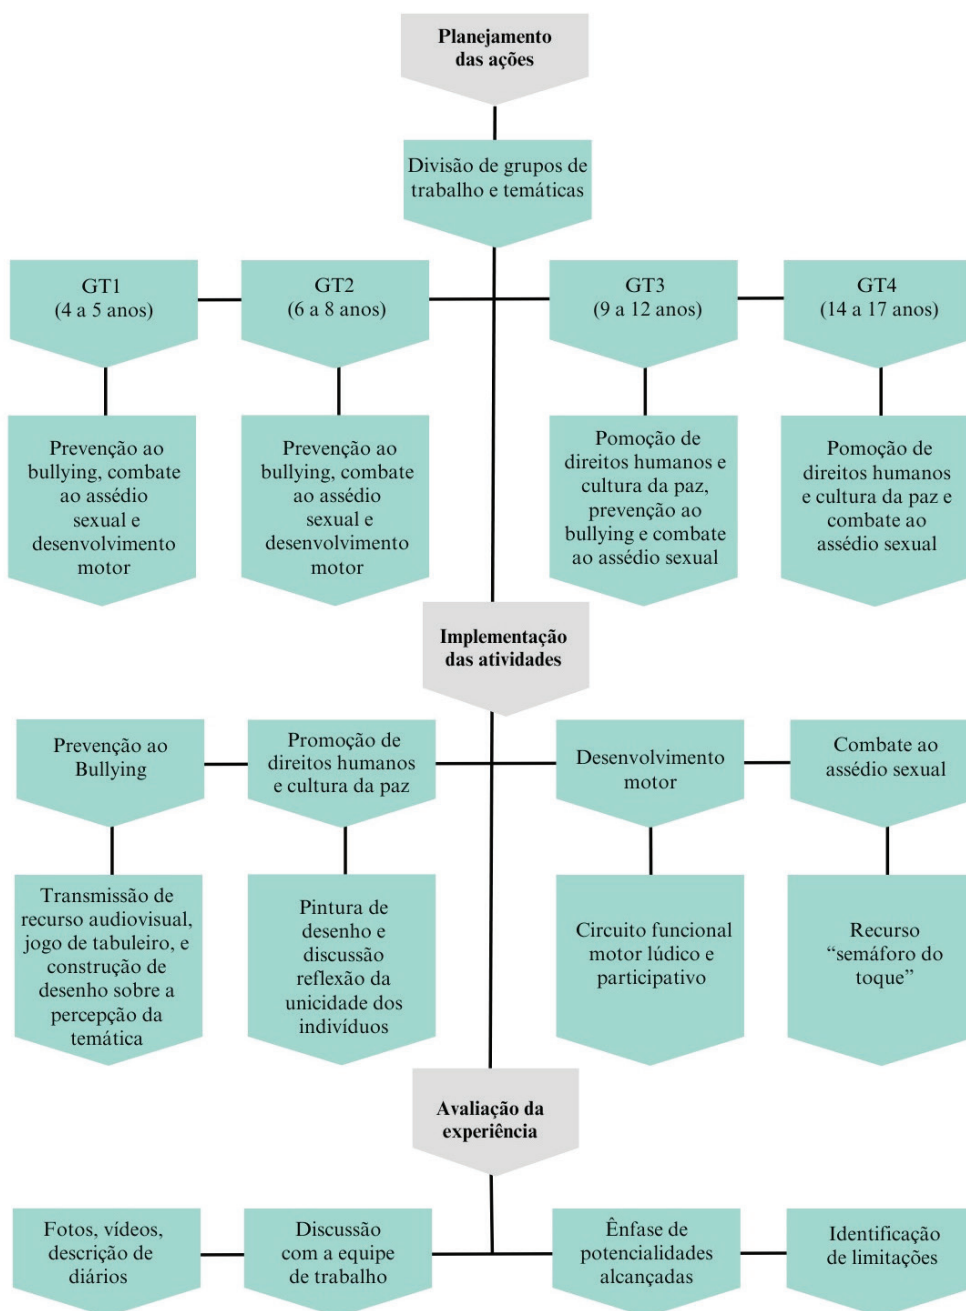 Planejamento
das ações
Divisão de grupos de
trabalho e temáticas
GT1
(4 a 5 anos)
GT2
(6 a 8 anos)
GT3
(9 a 12 anos)
GT4
(14 a 17 anos)
Prevenção ao
bullying, combate
ao assédio
sexual e
desenvolvimento
motor
Prevenção ao
bullying, combate
ao assédio
sexual e
desenvolvimento
motor
Pomoção de
direitos humanos e
cultura da paz,
prevenção ao
bullying e combate
ao assédio sexual
Pomoção de
direitos humanos
e cultura da paz e
combate ao
assédio sexual
Implementação
das atividades
Prevenção ao
Bullying
Promoção de
direitos humanos
e cultura da paz
Desenvolvimento
motor
Combate ao
assédio sexual
Transmissão de
recurso audiovisual,
jogo de tabuleiro, e
construção de
desenho sobre a
percepção da
temática
Pintura de
desenho e
discussão
reflexão da
unicidade dos
indivíduos
Circuito funcional
motor lúdico e
participativo
Recurso
“semáforo do
toque”
Avaliação da
experiência
Fotos, vídeos,
descrição de
diários
Discussão
com a equipe
de trabalho
Ênfase de
potencialidades
alcançadas
Identificação
de limitações